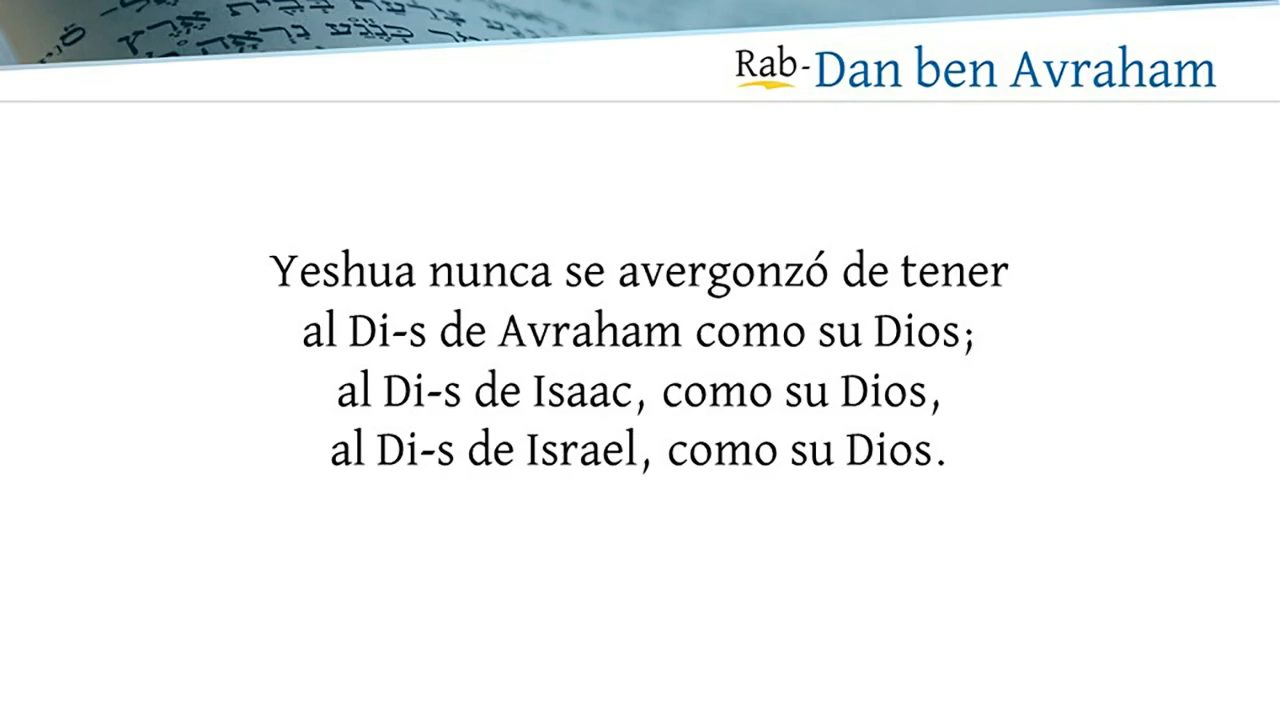 Rab-Dan ben Avraham
Yeshua nunca se avergonzó de tener
al Di-s de Avraham como su Dios;
al Di-s de Isaac, como su Dios,
al Di-s de Israel, como su Dios.